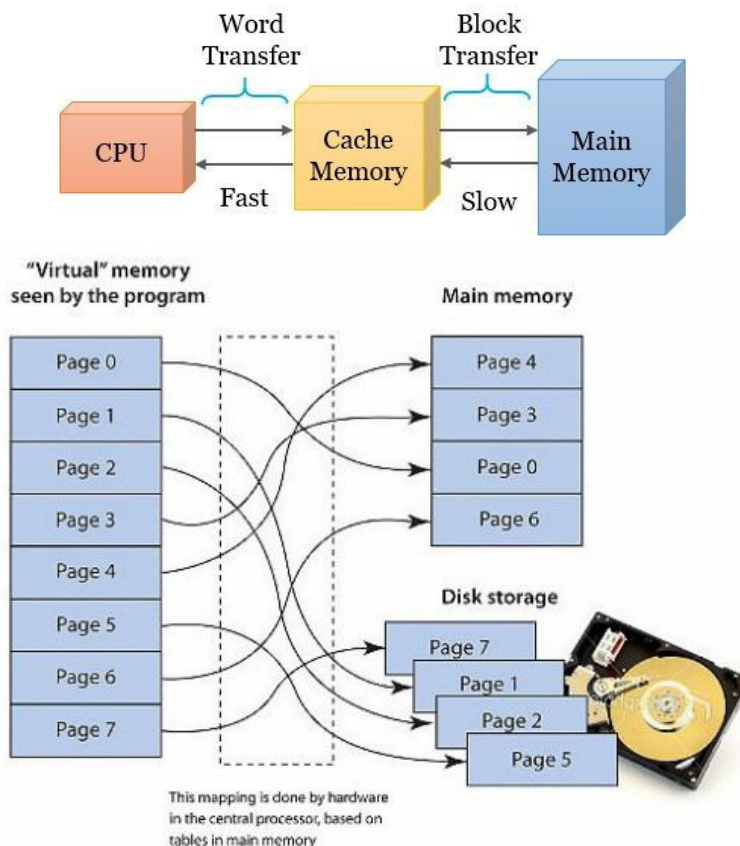 Word
Transfer
Block
Transfer
CPU
Cache
Memory
Main
Memory
Fast
Slow
"Virtual" memory
seen by the program
Main memory
Page 0
Page 1
Page 2
Page 3
Page 4
Page 5
Page 6
Page 7
Page 4
Page 3
Page 0
Page 6
Disk storage
Page 7
Page 1
Page 2
Page 5
This mapping is done by hardware
in the central processor, based on
tables in main memory